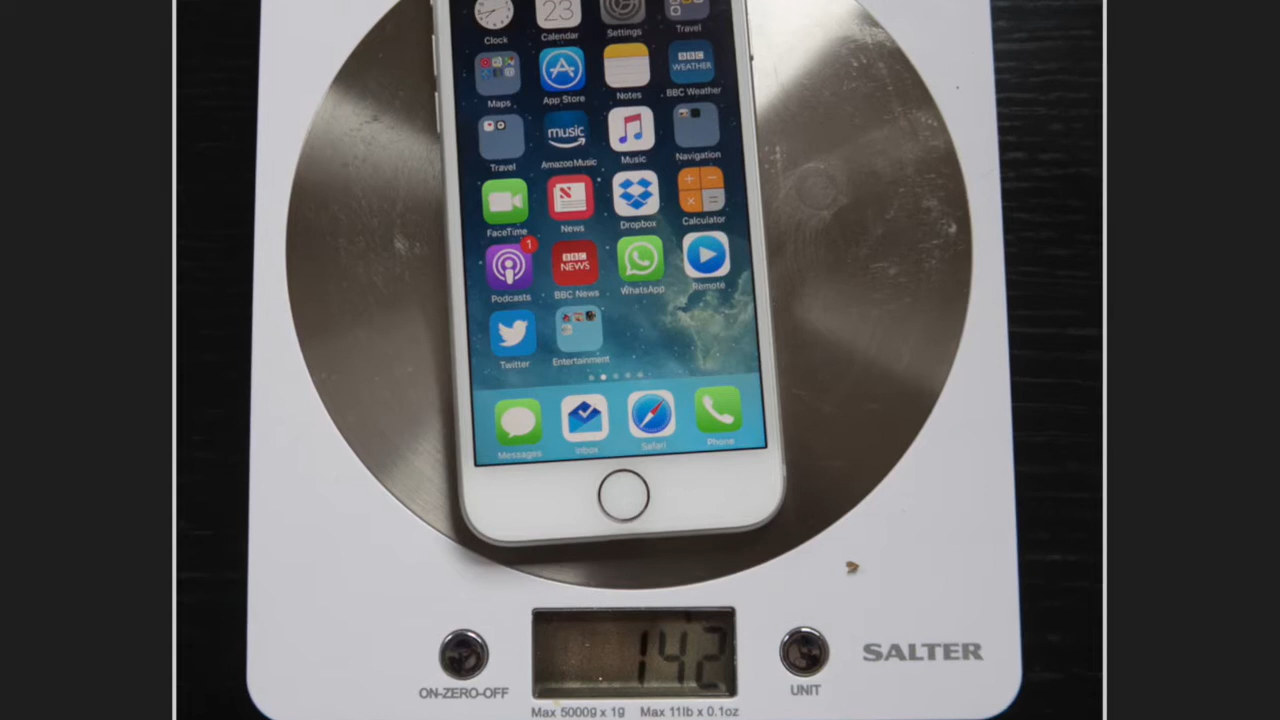 23
Clock Calendar Settings Travel
BBC
WEATHER
Maps App Store Notes BBC Weather
music
Travel Amazon Music Music Navigation
FaceTime News Dropbox Calculator
1
BBC
NEWS
Podcasts BBC News WhatsApp Remote
Twitter Entertainment
Messages Inbox Safari Phone
142
SALTER
ON-ZERO-OFF UNIT
Max 5000g x 1g Max 11lb x 0.1oz